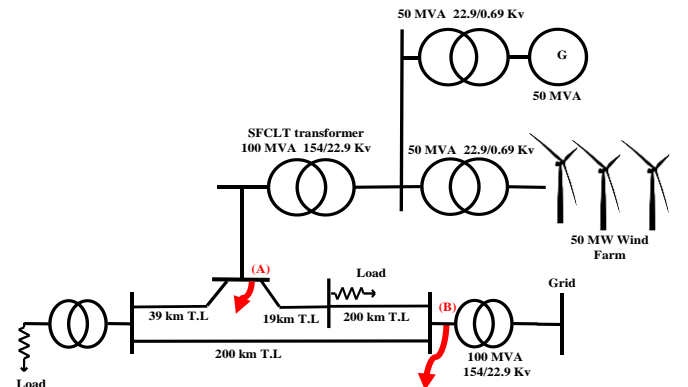 50 MVA 22.9/0.69 Kv
G
50 MVA
SFCLT transformer
100 MVA 154/22.9 Kv
50 MVA 22.9/0.69 Kv
50 MW Wind
Farm
(A)
Load
(B)
Grid
39 km T.L
19km T.L
200 km T.L
200 km T.L
100 MVA
154/22.9 Kv
Load